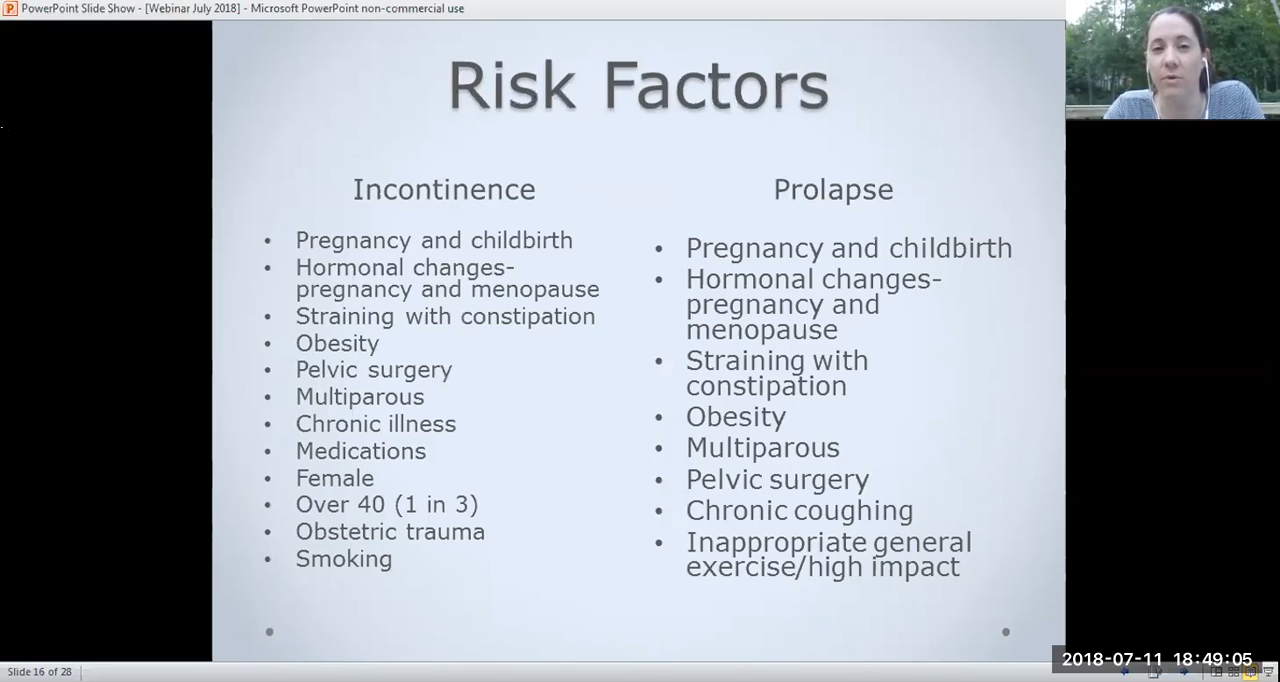 PowerPoint Slide Show - [Webinar July 2018] - Microsoft PowerPoint non-commercial use
Risk Factors
Incontinence
• Pregnancy and childbirth
• Hormonal changes-
pregnancy and menopause
• Straining with constipation
• Obesity
• Pelvic surgery
• Multiparous
• Chronic illness
• Medications
• Female
• Over 40 (1 in 3)
• Obstetric trauma
• Smoking
Prolapse
• Pregnancy and childbirth
• Hormonal changes-
pregnancy and
menopause
• Straining with
constipation
• Obesity
• Multiparous
• Pelvic surgery
• Chronic coughing
• Inappropriate general
exercise/high impact
Slide 16 of 28
2018-07-11 18:49:05